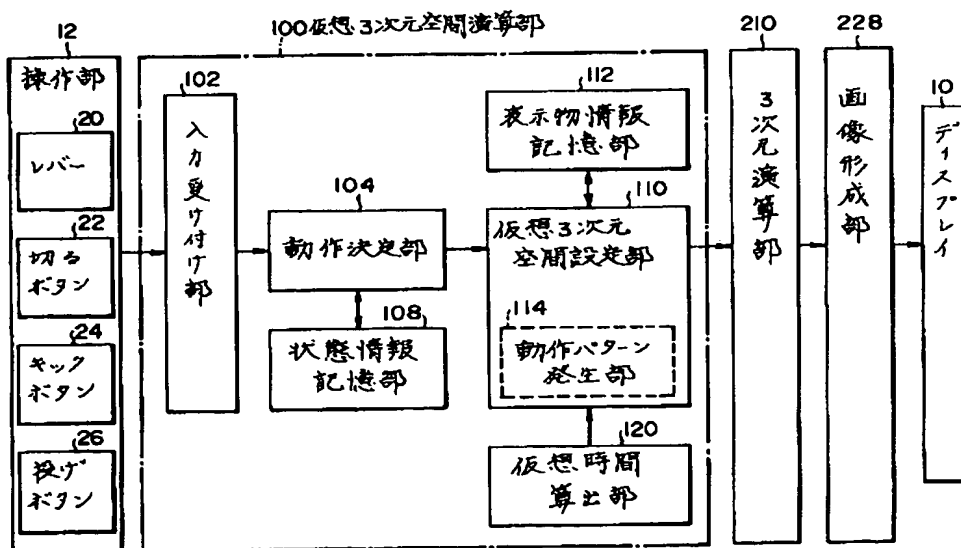 12
操作部
20
レバー
22
切る
ボタン
24
キック
ボタン
26
投げ
ボタン
100仮想3次元空間演算部
102
入力受け付け部
104
動作決定部
108
状態情報
記憶部
112
表示物情報
記憶部
110
仮想3次元
空間設定部
114
動作パターン
発生部
120
仮想時間
算出部
210
3次元演算部
228
画像形成部
10
ディスプレイ